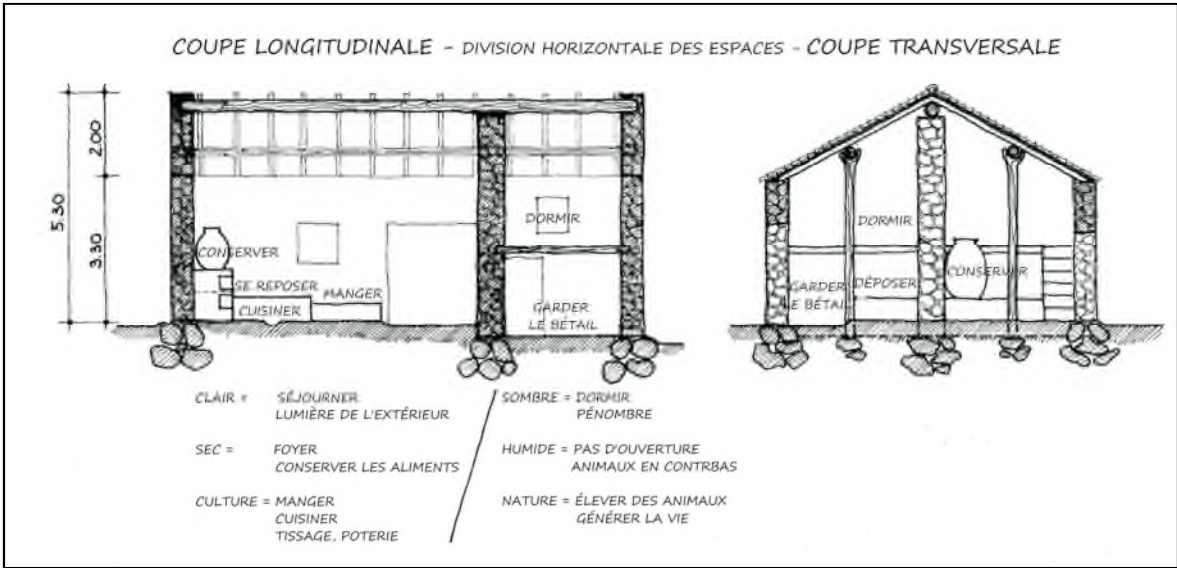 COUPE LONGITUDINALE - DIVISION HORIZONTALE DES ESPACES - COUPE TRANSVERSALE
5.30
2.00
3.30
CONSERVER
SE REPOSER
CUISINER
MANGER
DORMIR
GARDER
LE BÉTAIL
DORMIR
GARDER
LE BÉTAIL
DÉPOSER
CONSERVER
CLAIR = SÉJOURNER
LUMIÈRE DE L'EXTÉRIEUR
SEC = FOYER
CONSERVER LES ALIMENTS
CULTURE = MANGER
CUISINER
TISSAGE, POTERIE
SOMBRE = DORMIR
PÉNOMBRE
HUMIDE = PAS D'OUVERTURE
ANIMAUX EN CONTRBAS
NATURE = ÉLEVER DES ANIMAUX
GÉNÉRER LA VIE